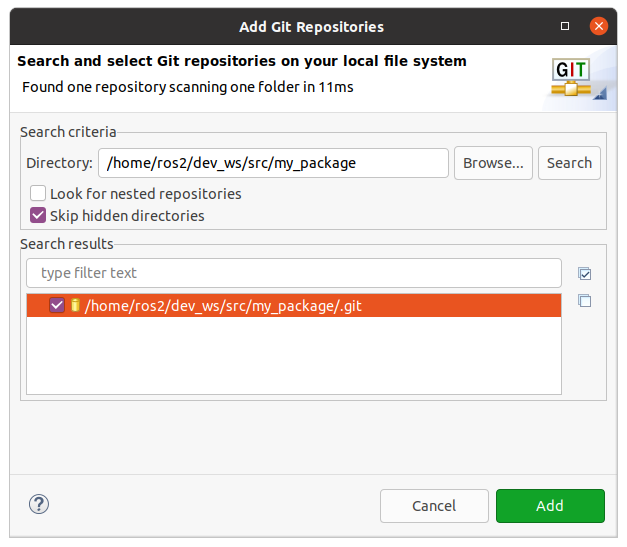 Add Git Repositories
Search and select Git repositories on your local file system
Found one repository scanning one folder in 11ms
GIT
Search criteria
Directory: /home/ros2/dev_ws/src/my_package Browse... Search
Look for nested repositories
Skip hidden directories
Search results
type filter text
/home/ros2/dev_ws/src/my_package/.git
? Cancel Add